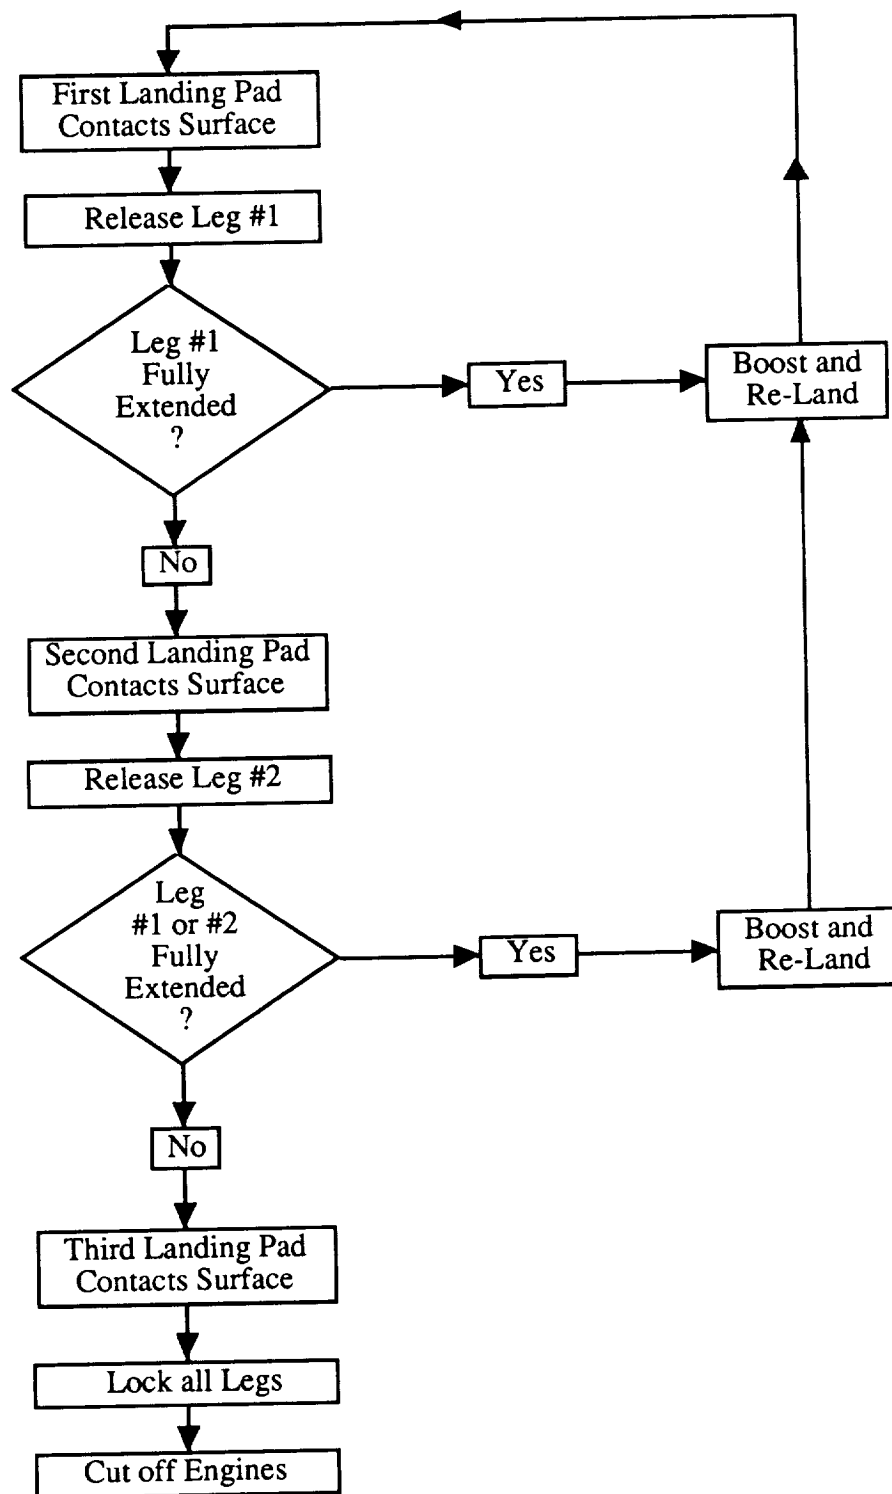 First Landing Pad
Contacts Surface
Release Leg #1
Leg #1
Fully
Extended
?
Yes
Boost and
Re-Land
No
Second Landing Pad
Contacts Surface
Release Leg #2
Leg
#1 or #2
Fully
Extended
?
Yes
Boost and
Re-Land
No
Third Landing Pad
Contacts Surface
Lock all Legs
Cut off Engines